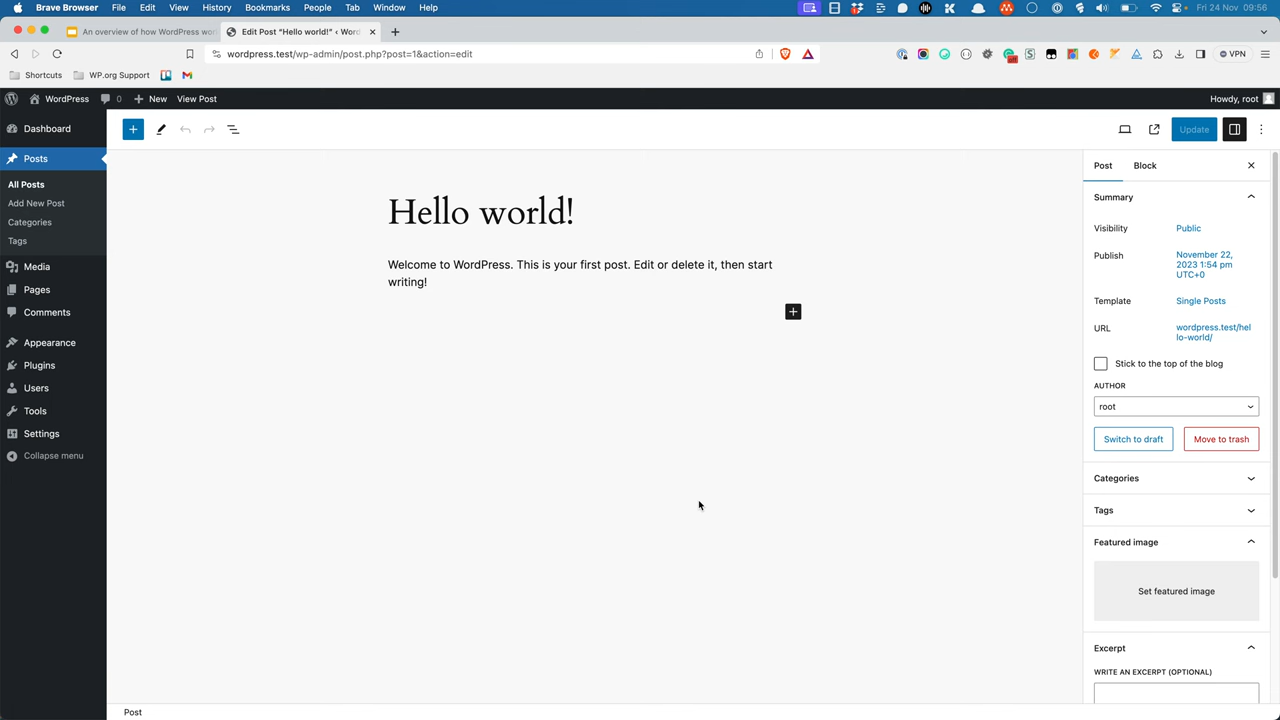 Brave Browser File Edit View History Bookmarks People Tab Window Help Fri 24 Nov 09:56
An overview of how WordPress wor
Edit Post "Hello world!" ‹ Word
wordpress.test/wp-admin/post.php?post=1&action=edit
VPN
Shortcuts WP.org Support
WordPress 0 New View Post Howdy, root
Dashboard
Posts
All Posts
Add New Post
Categories
Tags
Media
Pages
Comments
Appearance
Plugins
Users
Tools
Settings
Collapse menu
Update
Hello world!
Welcome to WordPress. This is your first post. Edit or delete it, then start
writing!
Post Block
Summary
Visibility Public
Publish November 22,
2023 1:54 pm
UTC+0
Template Single Posts
URL wordpress.test/hel
lo-world/
Stick to the top of the blog
AUTHOR
root
Switch to draft Move to trash
Categories
Tags
Featured image
Set featured image
Excerpt
WRITE AN EXCERPT (OPTIONAL)
Post